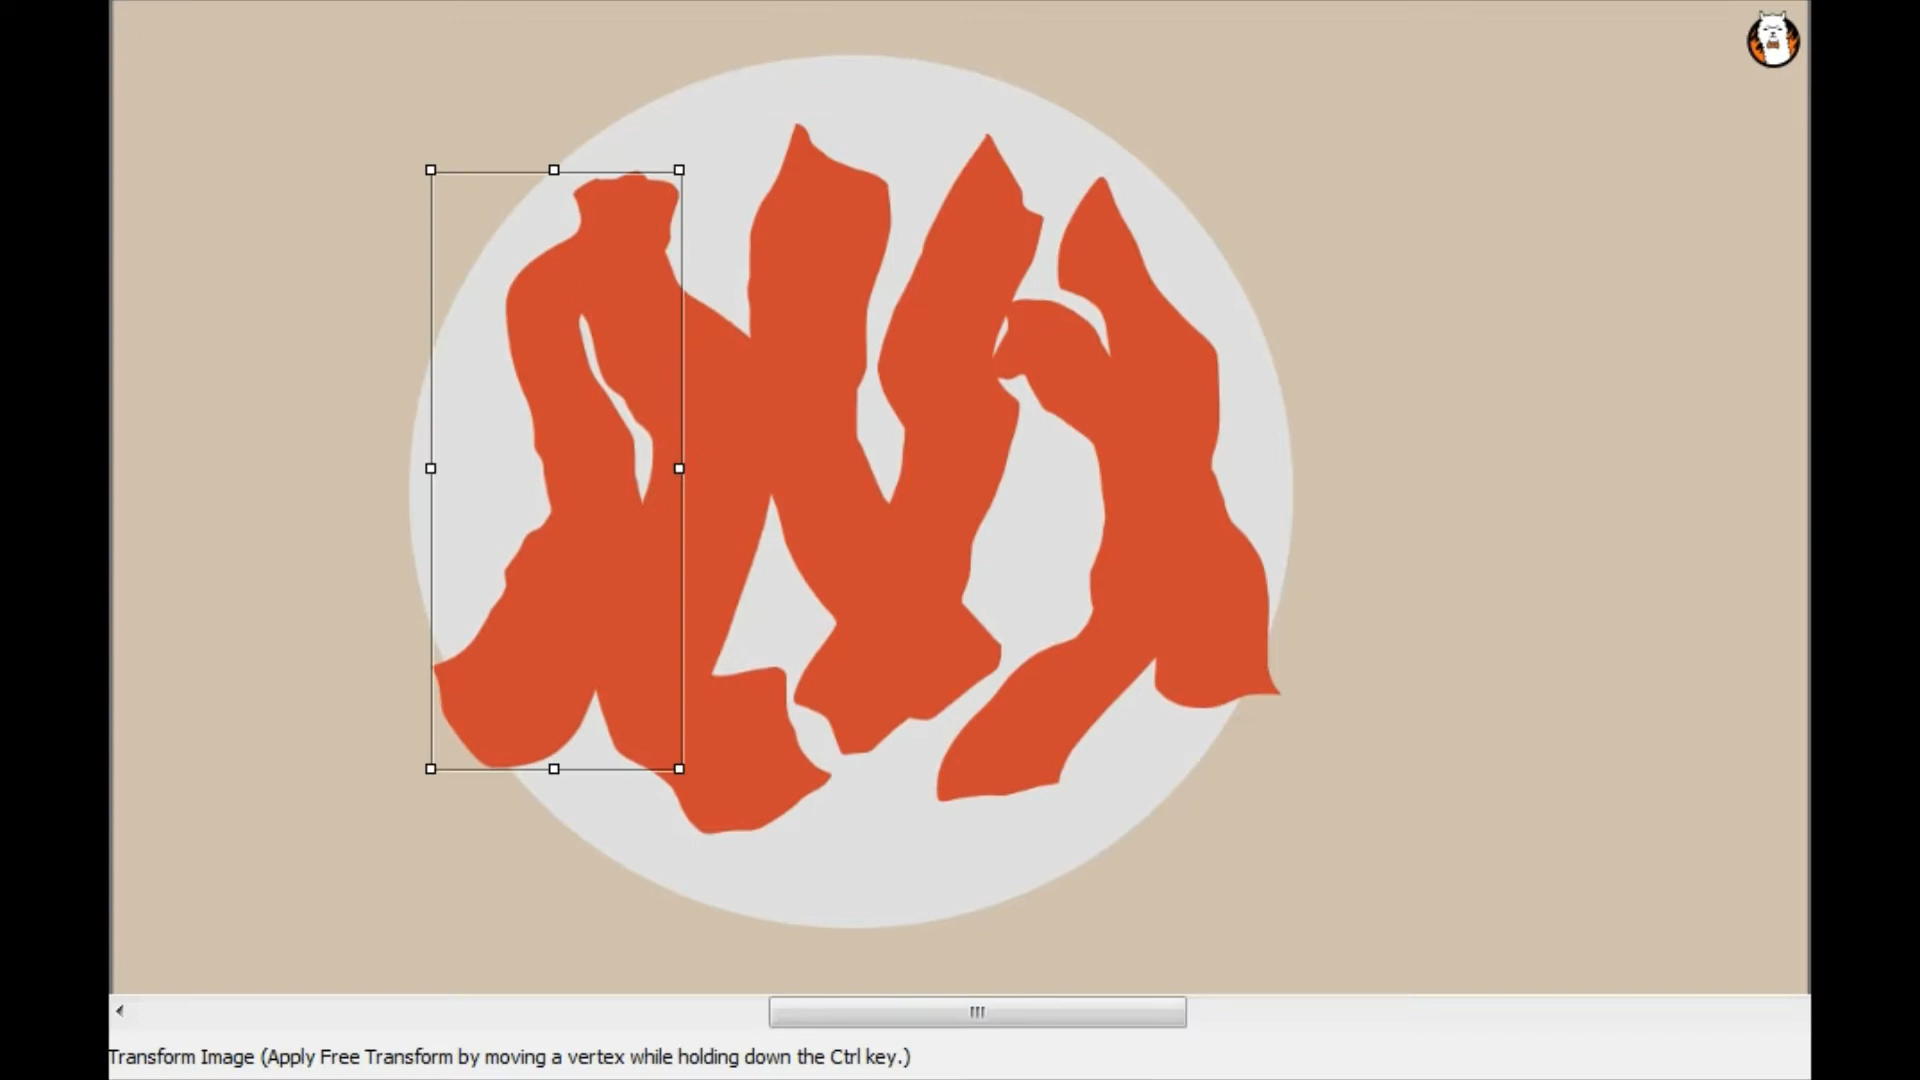 Transform Image (Apply Free Transform by moving a vertex while holding down the Ctrl key.)